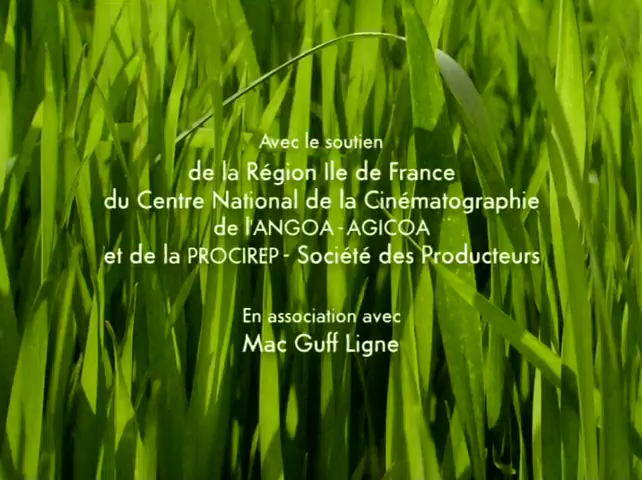 Avec le soutien
de la Région Ile de France
du Centre National de la Cinématographie
de l'ANGOA - AGICOA
et de la PROCIREP - Société des Producteurs
En association avec
Mac Guff Ligne